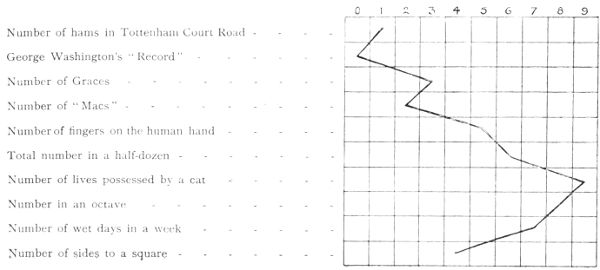 0 1 2 3 4 5 6 7 8 9
Number of hams in Tottenham Court Road - - - -
George Washington's "Record" - - - - - -
Number of Graces - - - - - - -
Number of "Macs" - - - - - - -
Number of fingers on the human hand - - - - -
Total number in a half-dozen - - - - - - -
Number of lives possessed by a cat - - - - -
Number in an octave - - - - - -
Number of wet days in a week - - - - -
Number of sides to a square - - - - - -